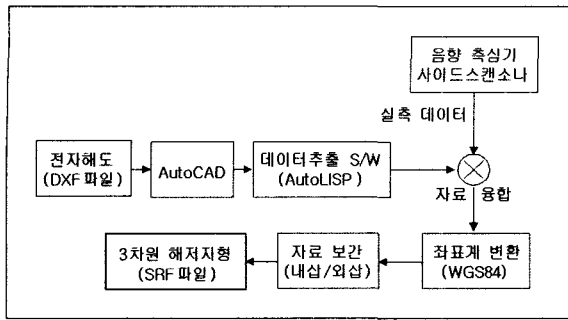 음향 측심기
사이드스캔소나
실측 데이터
전자해도
(DXF 파일)
AutoCAD
데이터추출 S/W
(AutoLISP)
자료 융합
3차원 해저지형
(SRF 파일)
자료 보간
(내삽/외삽)
좌표계 변환
(WGS84)